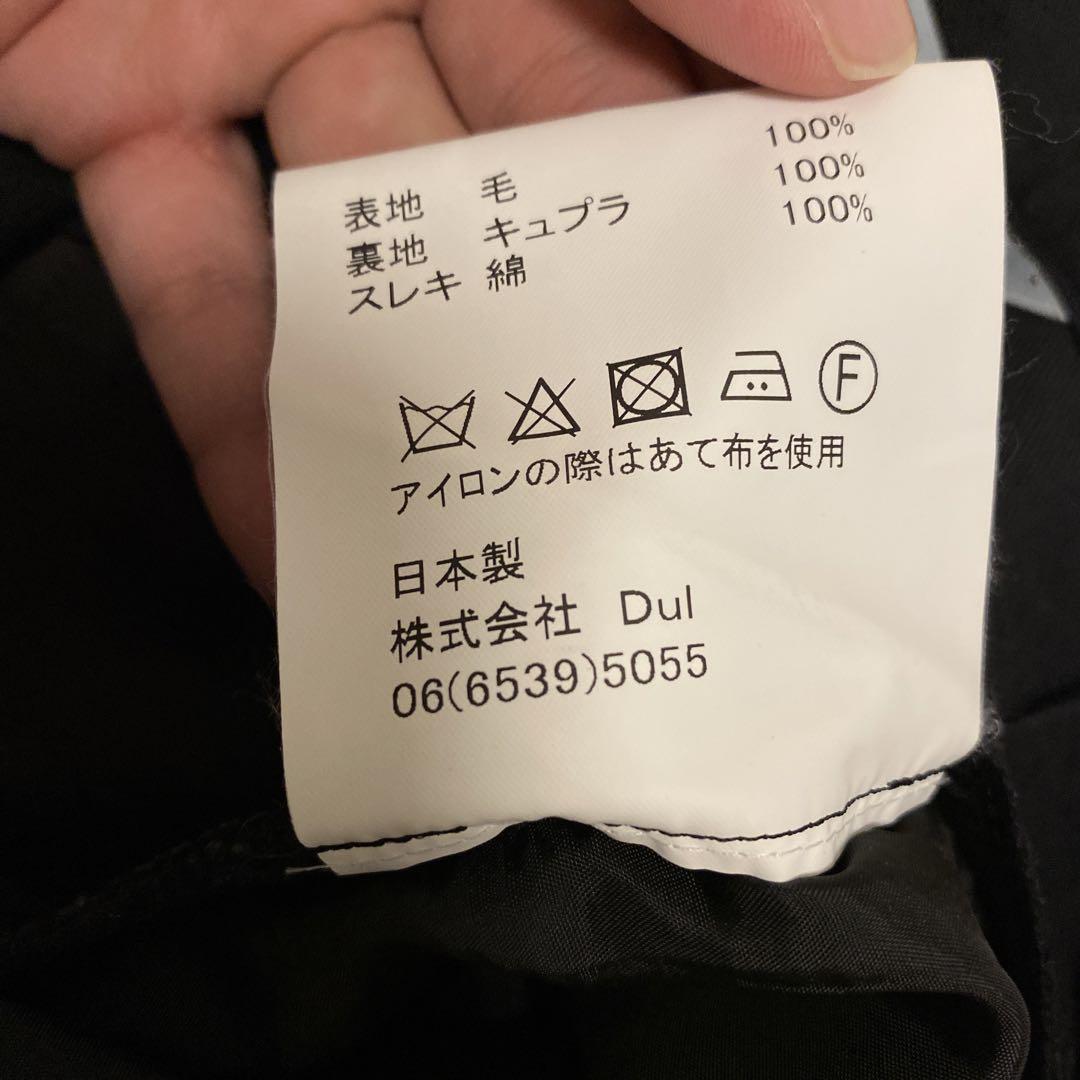 表地 毛 100%
裏地 キュプラ 100%
スレキ 綿 100%
F
アイロンの際はあて布を使用
日本製
株式会社 Dul
06(6539)5055